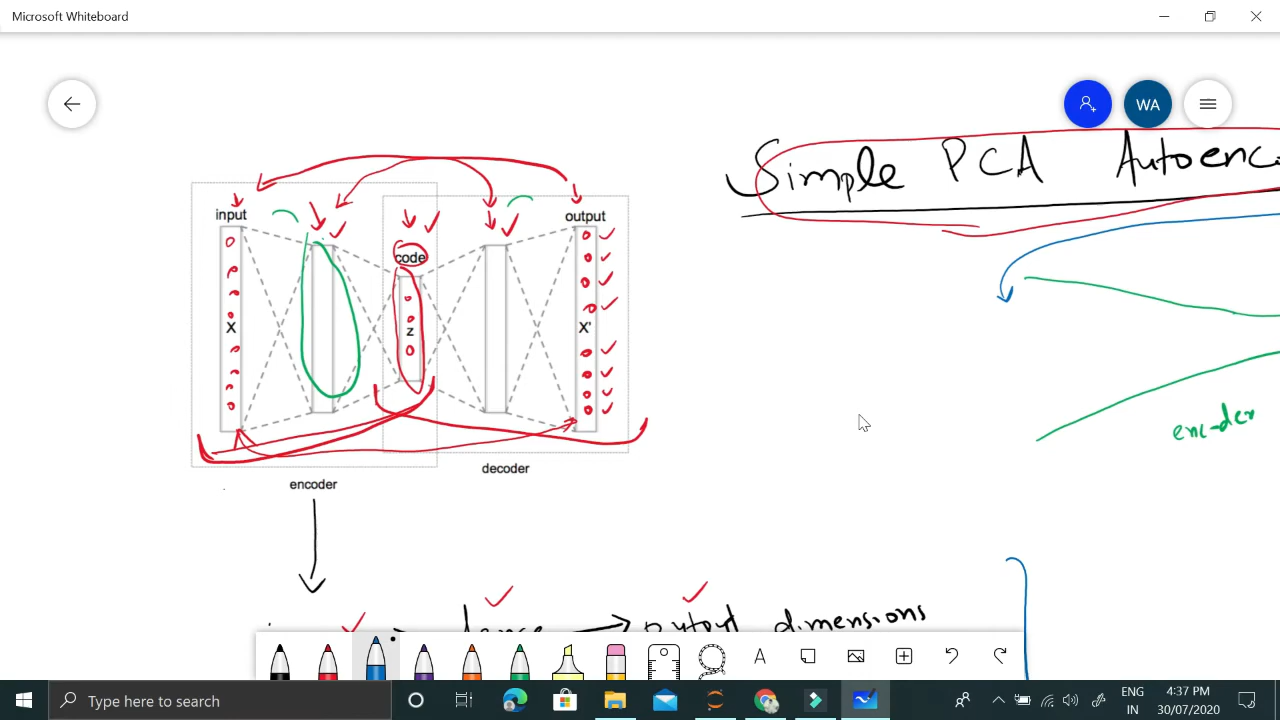 Microsoft Whiteboard
WA
Simple PCA Autoenc
input
output
code
X
z
X'
enc-der
decoder
encoder
output dimensions
A
Type here to search
ENG
IN
4:37 PM
30/07/2020